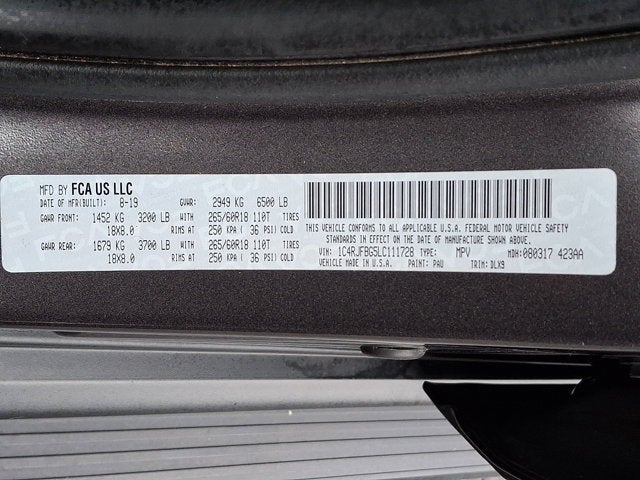 MFD BY FCA US LLC
DATE OF MFR(BUILT) 8-19 GVWR: 2949 KG 6500 LB
GAWR FRONT: 1452 KG 3200 LB WITH 265/60R18 110T TIRES
18X8.0 RIMS AT 250 KPA ( 36 PSI) COLD
GAWR REAR: 1679 KG 3700 LB WITH 265/60R18 110T TIRES
18X8.0 RIMS AT 250 KPA ( 36 PSI) COLD
THIS VEHICLE CONFORMS TO ALL APPLICABLE U.S.A. FEDERAL MOTOR VEHICLE SAFETY
STANDARDS IN EFFECT ON THE DATE OF MANUFACTURE SHOWN ABOVE.
VIN: 1C4RJFBG5LC111728 TYPE: MPV MDH:080317 423AA
VEHICLE MADE IN U.S.A. PAINT: PAU TRIM: DLX9